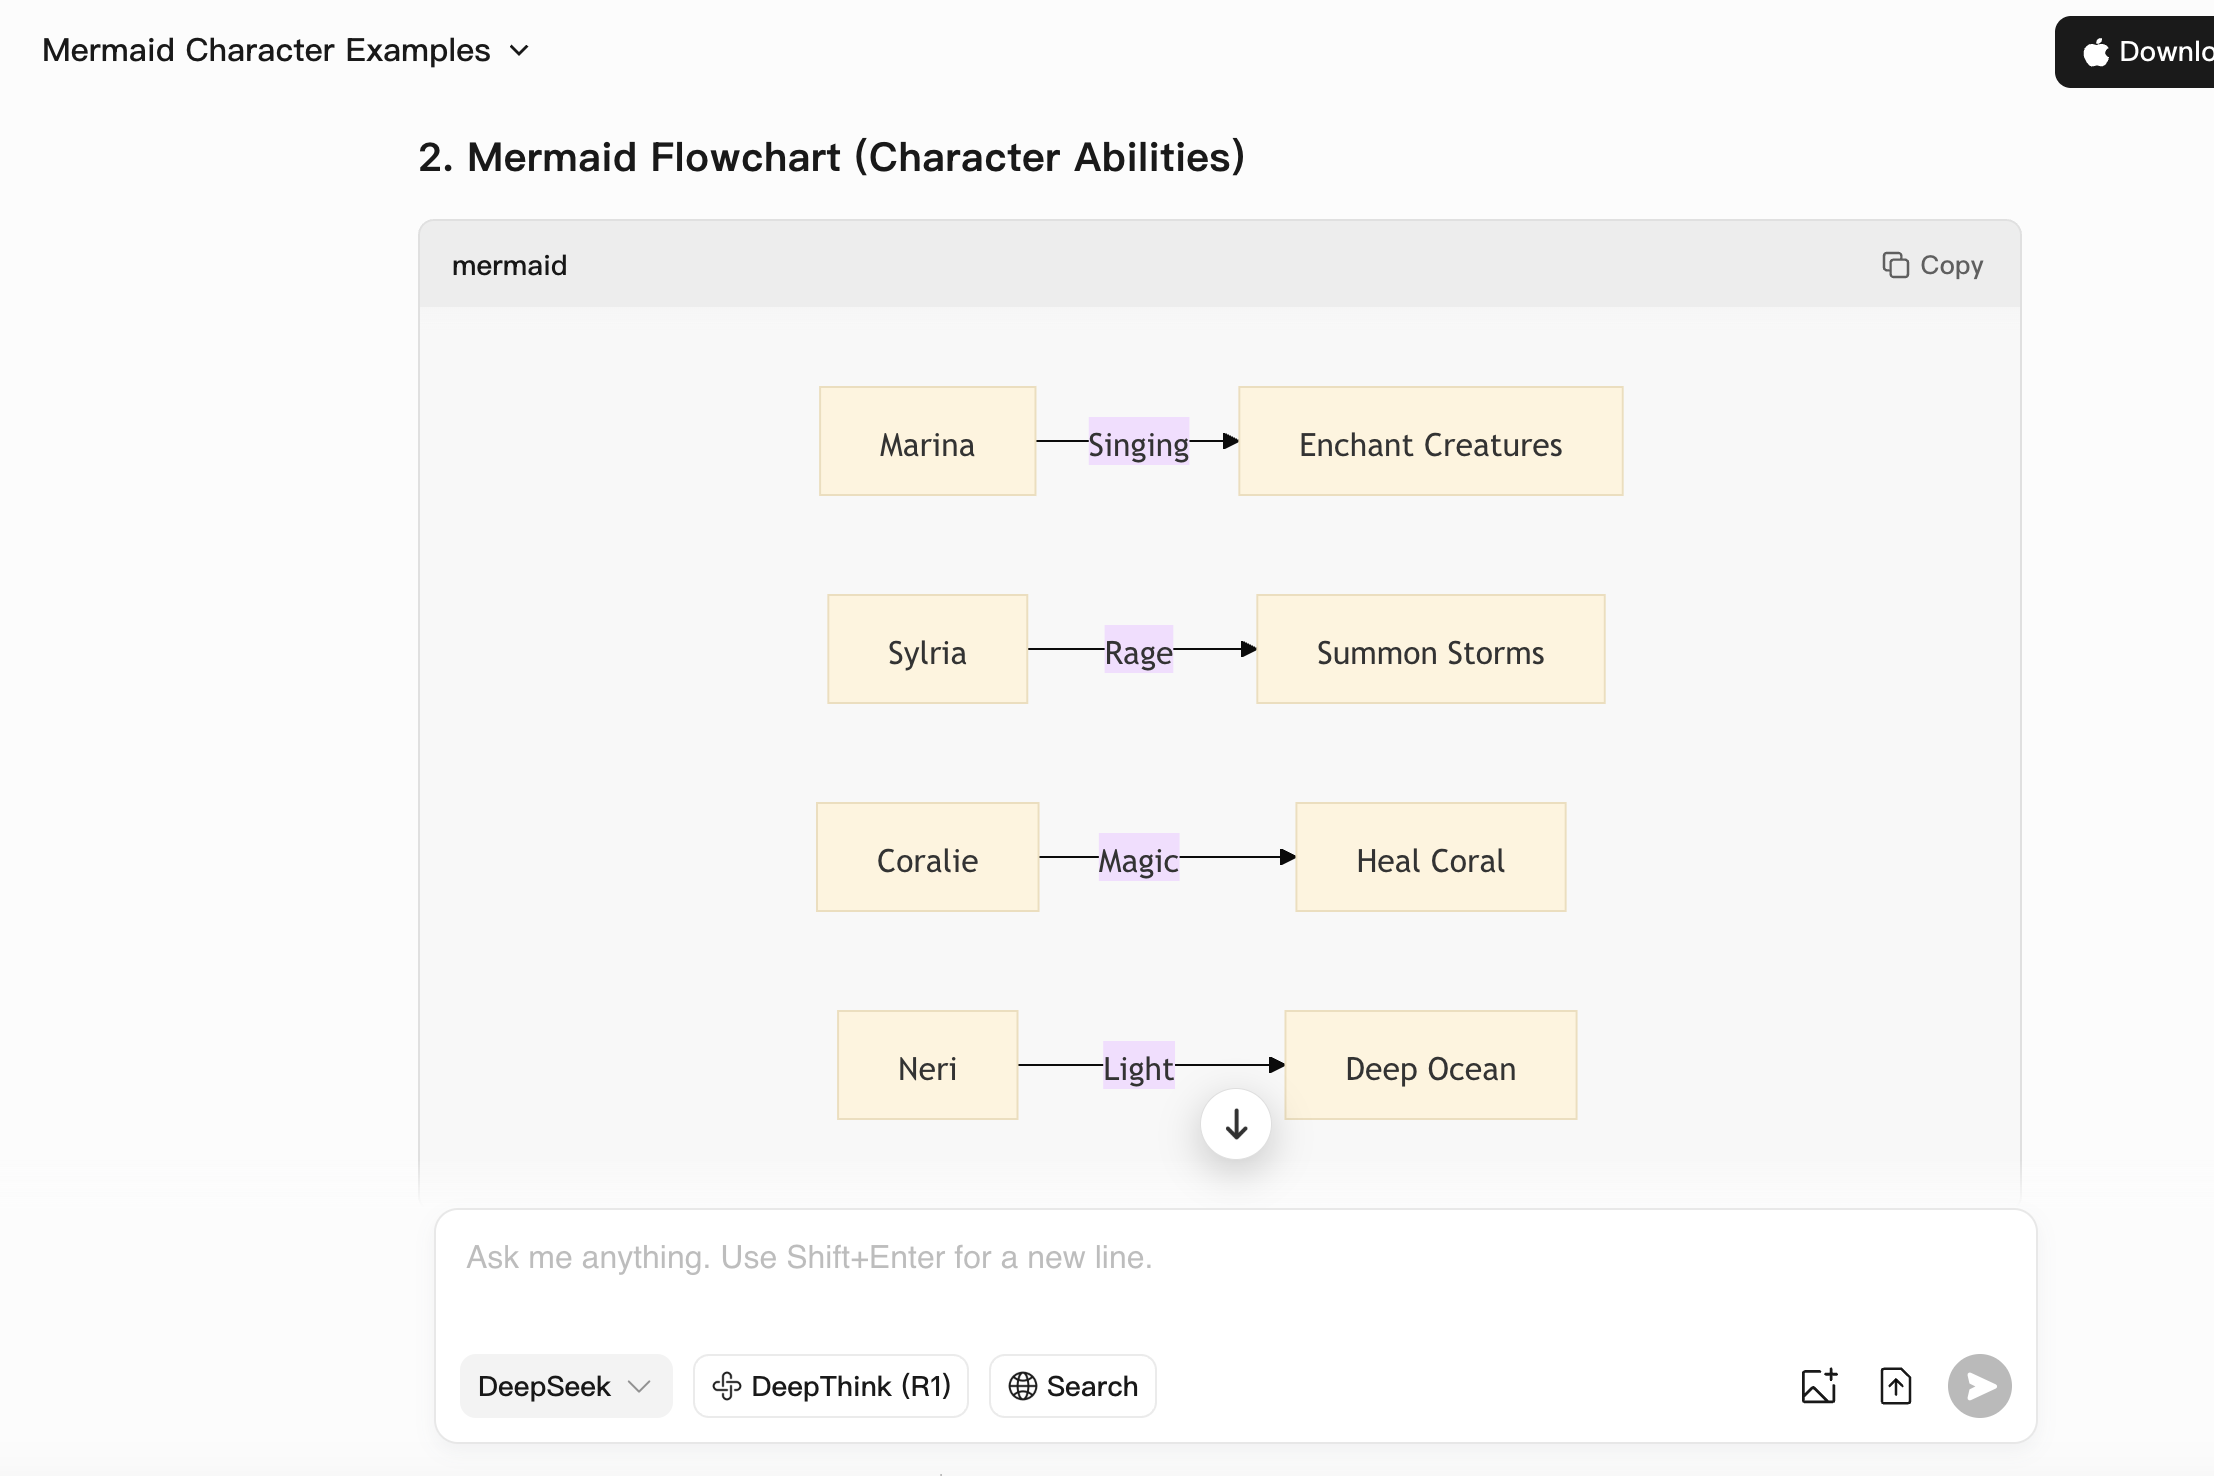 Mermaid Character Examples
Downlo
2. Mermaid Flowchart (Character Abilities)
mermaid
Copy
Marina Singing Enchant Creatures
Sylria Rage Summon Storms
Coralie Magic Heal Coral
Neri Light Deep Ocean
Ask me anything. Use Shift+Enter for a new line.
DeepSeek DeepThink (R1) Search